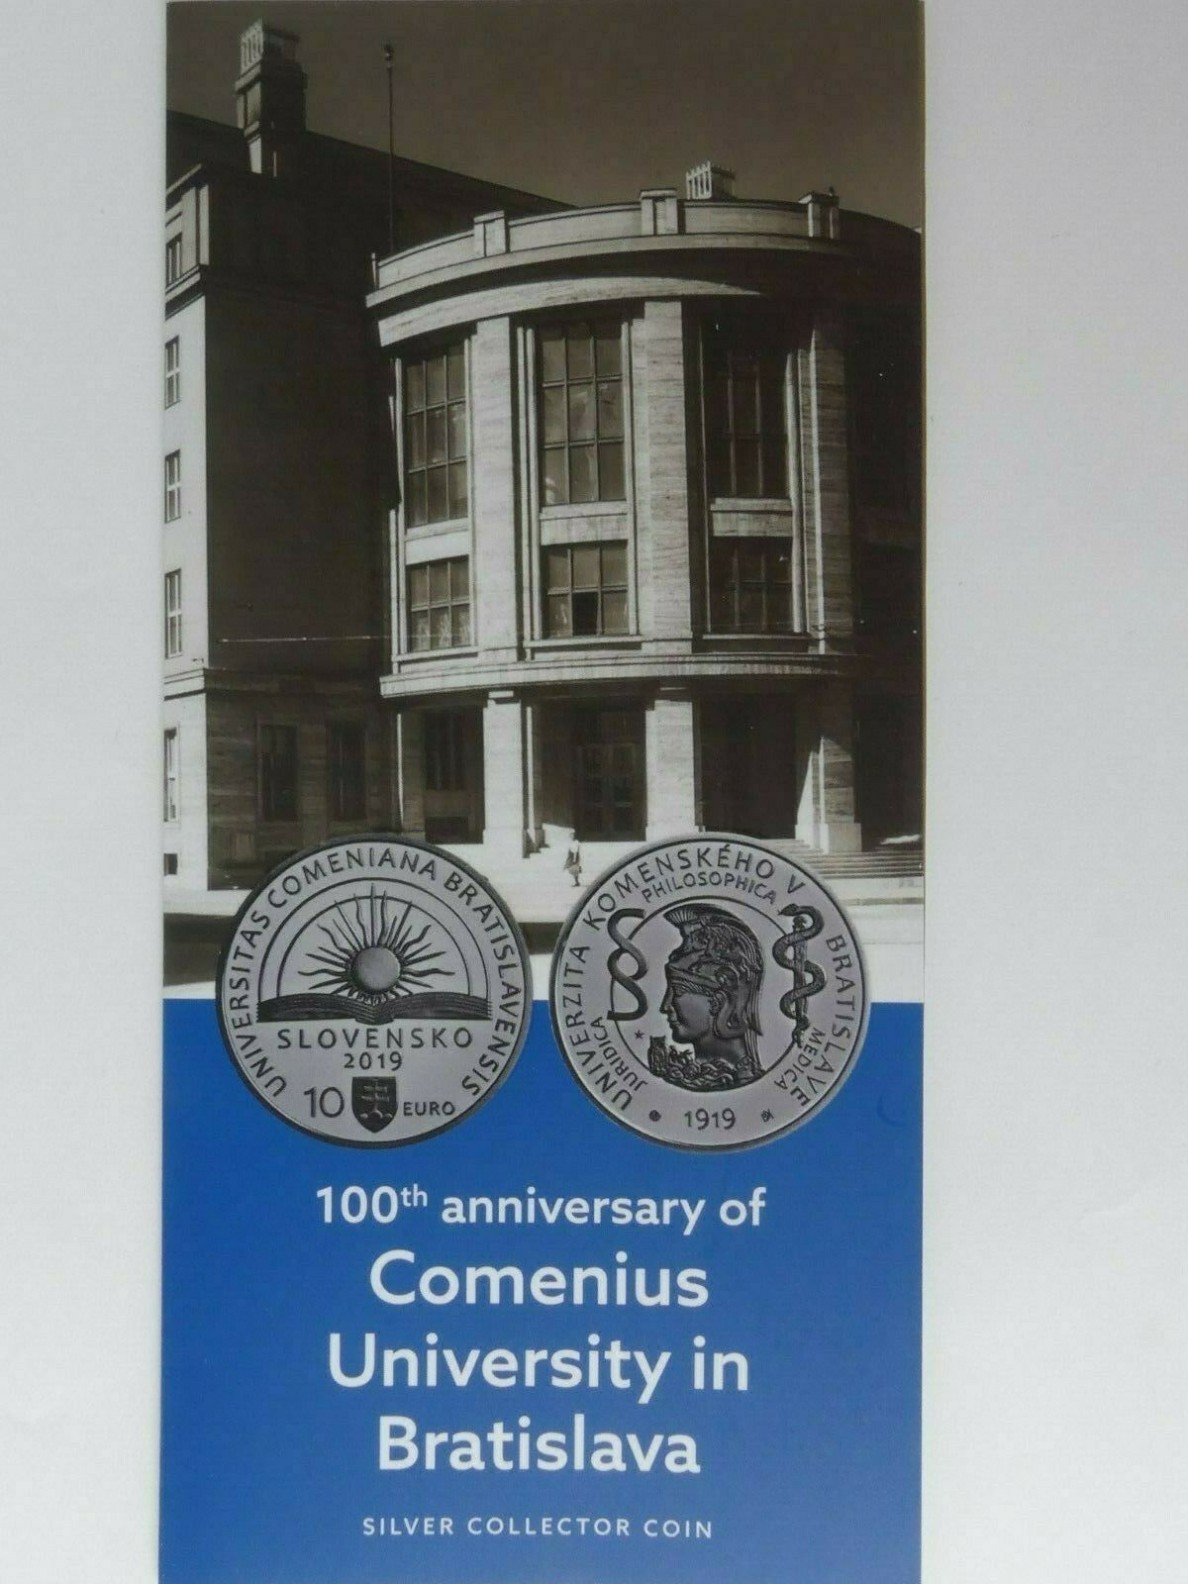 UNIVERSITAS COMENIANA BRATISLAVENSIS
SLOVENSKO
2019
10 EURO
UNIVERZITA KOMENSKÉHO V BRATISLAVE
PHILOSOPHICA
JURIDICA
MEDICA
1919
100th anniversary of
Comenius
University in
Bratislava
SILVER COLLECTOR COIN